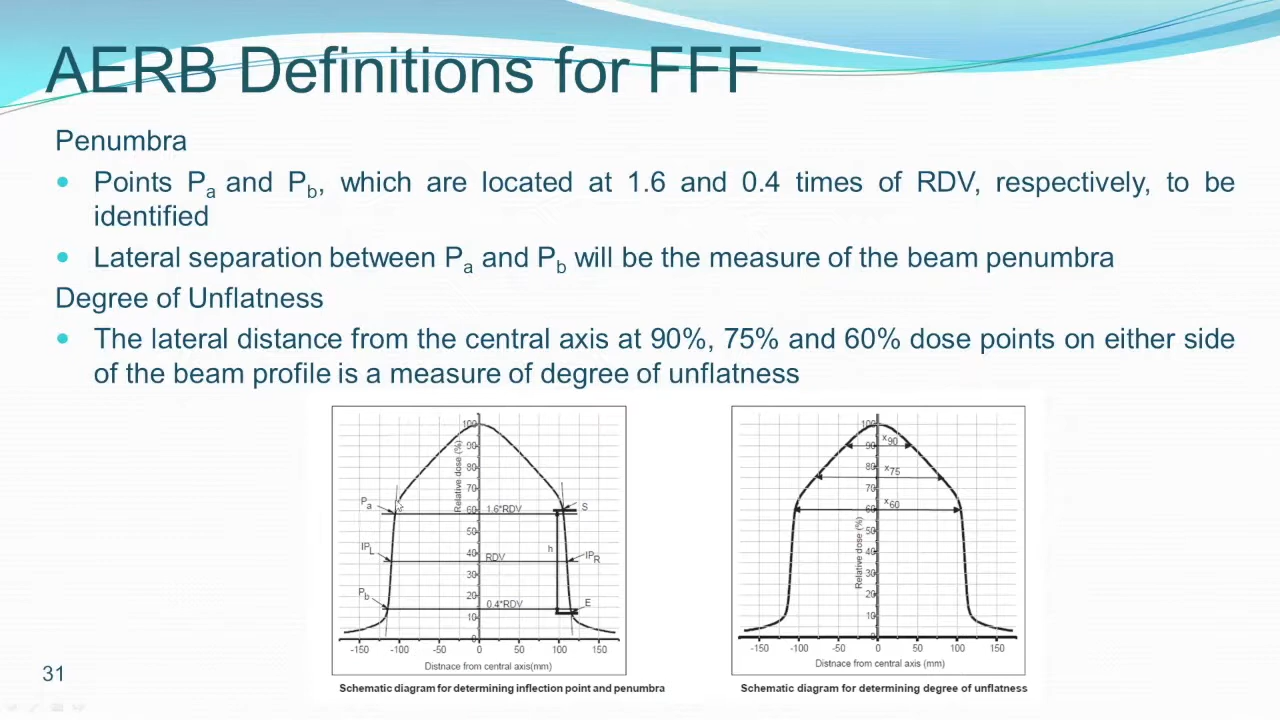 AERB Definitions for FFF
Penumbra
Points Pa and Pb, which are located at 1.6 and 0.4 times of RDV, respectively, to be
identified
Lateral separation between Pa and Pb will be the measure of the beam penumbra
Degree of Unflatness
The lateral distance from the central axis at 90%, 75% and 60% dose points on either side
of the beam profile is a measure of degree of unflatness
100
90
80
70
60
50
40
30
20
10
0
Relative dose (%)
Pa
1.6*RDV
S
IPL
RDV
h
IPR
Pb
0.4*RDV
E
-150 -100 -50 0 50 100 150
Distnace from central axis(mm)
Schematic diagram for determining inflection point and penumbra
100
90
80
70
60
50
40
30
20
10
0
x90
x75
x60
Relative dose (%)
-150 -100 -50 0 50 100 150
Distnace from central axis (mm)
Schematic diagram for determining degree of unflatness
31